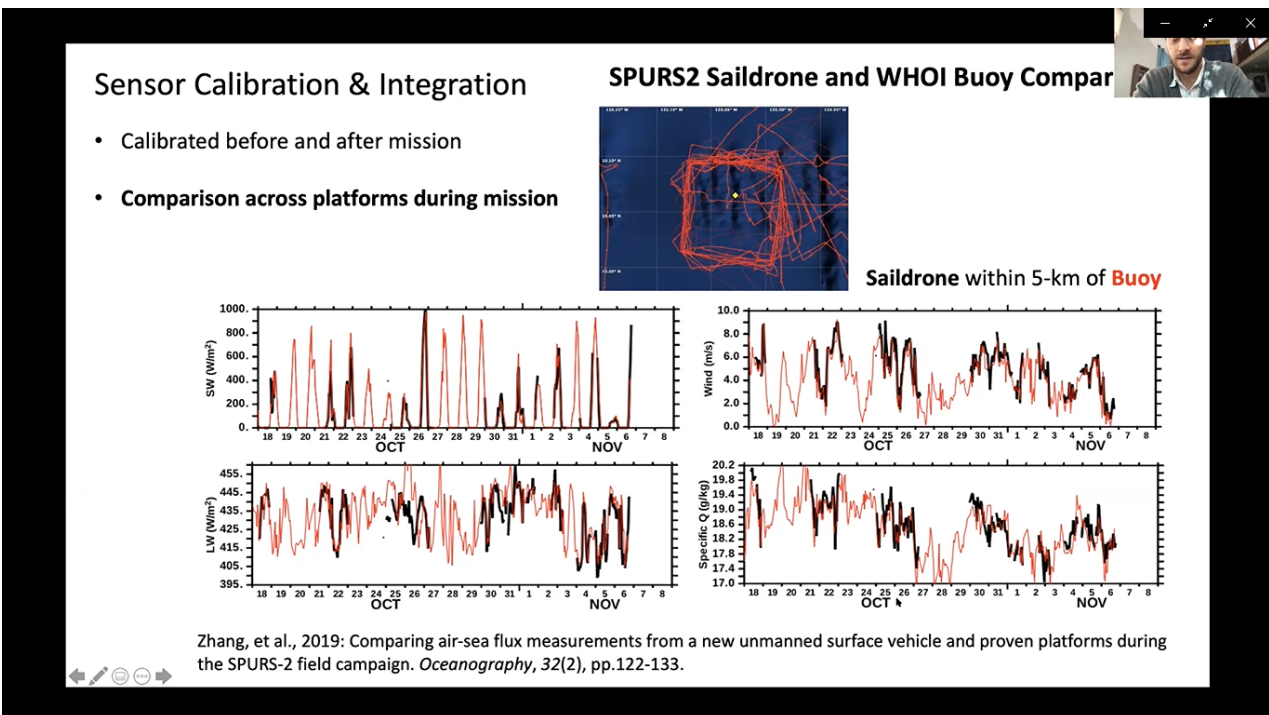 Sensor Calibration & Integration
SPURS2 Saildrone and WHOI Buoy Compar
• Calibrated before and after mission
• Comparison across platforms during mission
Saildrone within 5-km of Buoy
1000.
800.
600.
400.
200.
0.
SW (W/m²)
18 19 20 21 22 23 24 25 26 27 28 29 30 31 1 2 3 4 5 6 7 8
OCT NOV
10.0
8.0
6.0
4.0
2.0
0.0
Wind (m/s)
18 19 20 21 22 23 24 25 26 27 28 29 30 31 1 2 3 4 5 6 7 8
OCT NOV
455.
445.
435.
425.
415.
405.
395.
LW (W/m²)
18 19 20 21 22 23 24 25 26 27 28 29 30 31 1 2 3 4 5 6 7 8
OCT NOV
20.2
19.8
19.4
19.0
18.6
18.2
17.8
17.4
17.0
Specific Q (g/kg)
18 19 20 21 22 23 24 25 26 27 28 29 30 31 1 2 3 4 5 6 7 8
OCT NOV
Zhang, et al., 2019: Comparing air-sea flux measurements from a new unmanned surface vehicle and proven platforms during
the SPURS-2 field campaign. Oceanography, 32(2), pp.122-133.